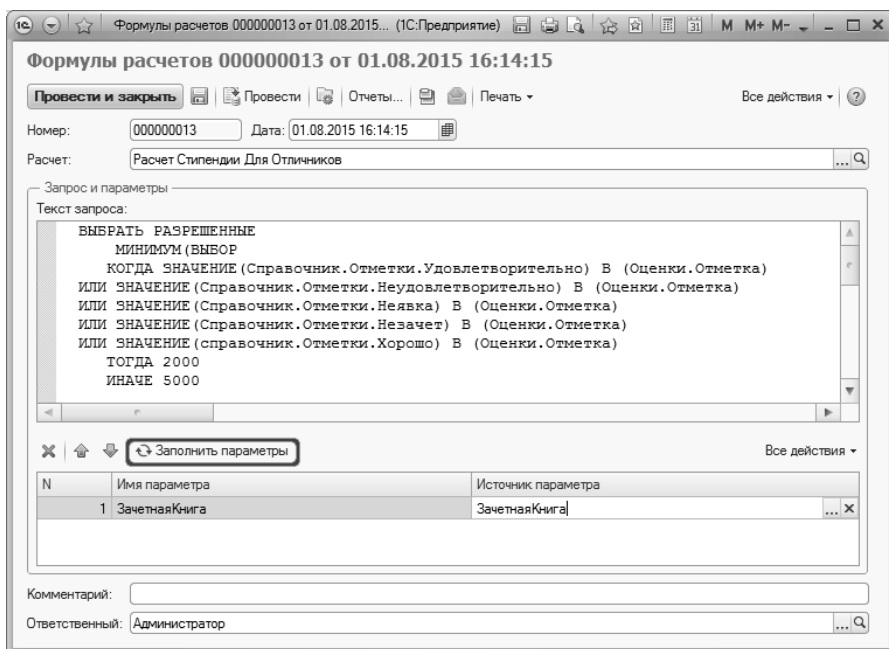 Формулы расчетов 000000013 от 01.08.2015... (1С:Предприятие) 31 M M+ M-
Формулы расчетов 000000013 от 01.08.2015 16:14:15
Провести и закрыть Провести Отчеты... Печать Все действия ?
Номер: 000000013 Дата: 01.08.2015 16:14:15
Расчет: Расчет Стипендии Для Отличников ...
Запрос и параметры
Текст запроса:
ВЫБРАТЬ РАЗРЕШЕННЫЕ
МИНИМУМ(ВЫБОР
КОГДА ЗНАЧЕНИЕ(Справочник.Отметки.Удовлетворительно) В (Оценки.Отметка)
ИЛИ ЗНАЧЕНИЕ(Справочник.Отметки.Неудовлетворительно) В (Оценки.Отметка)
ИЛИ ЗНАЧЕНИЕ(Справочник.Отметки.Неявка) В (Оценки.Отметка)
ИЛИ ЗНАЧЕНИЕ(Справочник.Отметки.Незачет) В (Оценки.Отметка)
ИЛИ ЗНАЧЕНИЕ(справочник.Отметки.Хорошо) В (Оценки.Отметка)
ТОГДА 2000
ИНАЧЕ 5000
Заполнить параметры Все действия
N Имя параметра Источник параметра
1 ЗачетнаяКнига ЗачетнаяКнига ...
Комментарий:
Ответственный: Администратор ...